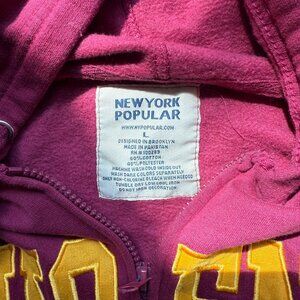 NEW YORK
POPULAR
WWW.NYPOPULAR.COM
L
DESIGNED IN BROOKLYN
MADE IN PAKISTAN
RN # 100283
60% COTTON
40% POLYESTER
MACHINE WASH COLD INSIDE OUT
WASH DARK COLORS SEPARATELY
ONLY NON-CHLORINE BLEACH WHEN NEEDED
TUMBLE DRY LOW COOL IRON
DO NOT IRON DECORATION